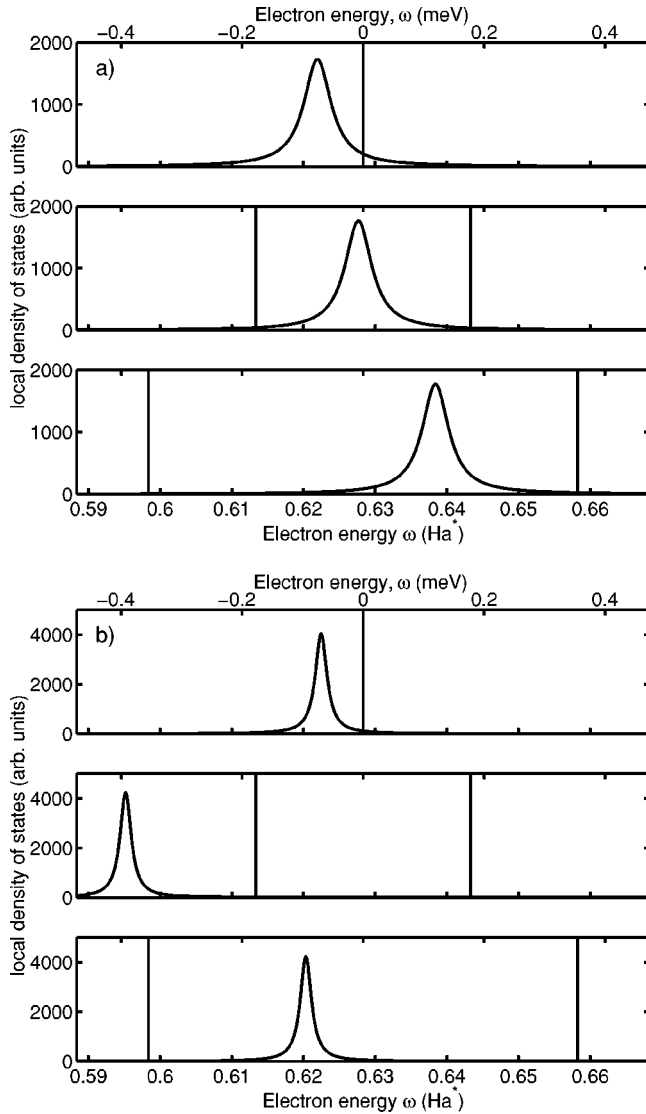 Electron energy, ω (meV)
−0.4 −0.2 0 0.2 0.4
a)
2000
1000
0
2000
1000
0
2000
1000
0
local density of states (arb. units)
0.59 0.6 0.61 0.62 0.63 0.64 0.65 0.66
Electron energy ω (Ha*)
Electron energy, ω (meV)
−0.4 −0.2 0 0.2 0.4
b)
4000
2000
0
4000
2000
0
4000
2000
0
local density of states (arb. units)
0.59 0.6 0.61 0.62 0.63 0.64 0.65 0.66
Electron energy ω (Ha*)